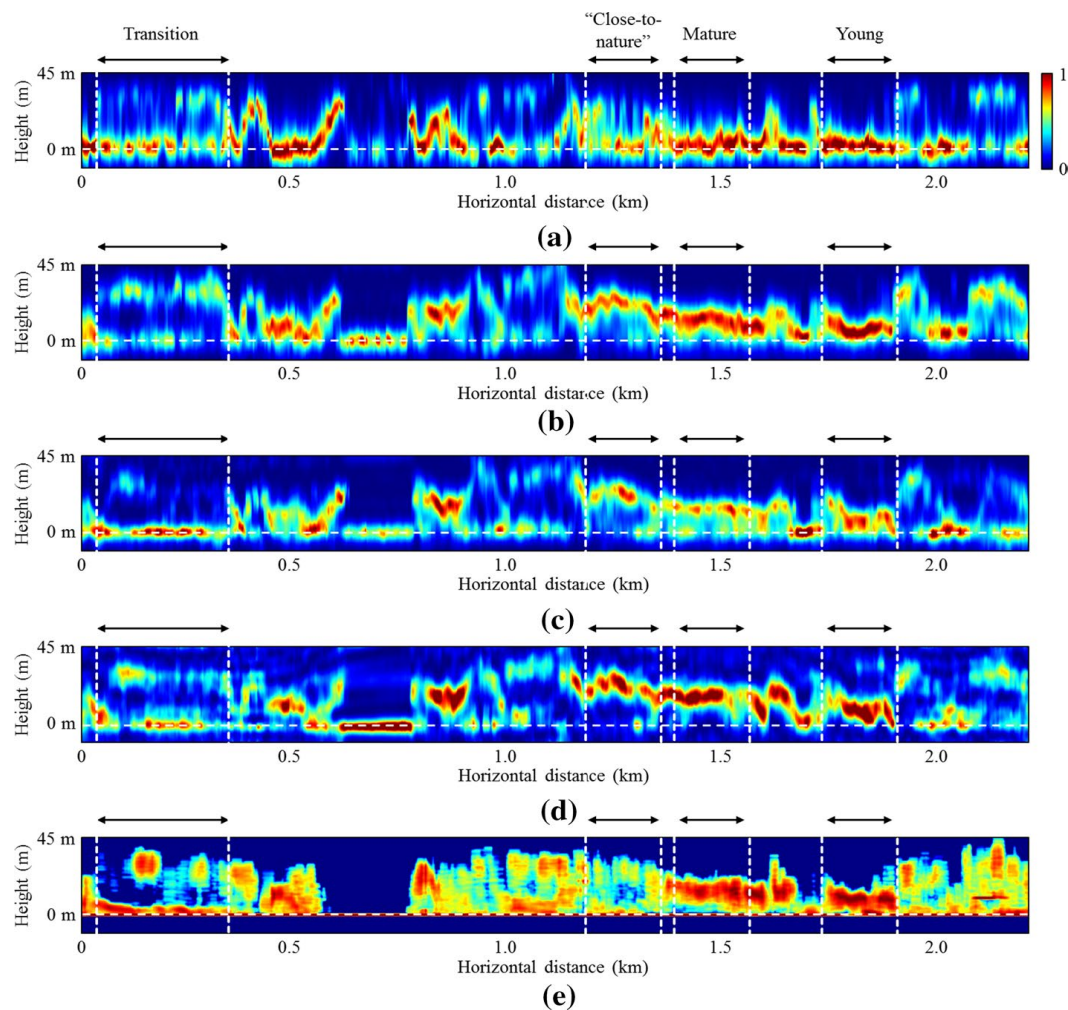 Transition
“Close-to-
nature”
Mature
Young
45 m
0 m
Height (m)
1
0
0
0.5
1.0
1.5
2.0
Horizontal distance (km)
(a)
45 m
0 m
Height (m)
0
0.5
1.0
1.5
2.0
Horizontal distance (km)
(b)
45 m
0 m
Height (m)
0
0.5
1.0
1.5
2.0
Horizontal distance (km)
(c)
45 m
0 m
Height (m)
0
0.5
1.0
1.5
2.0
Horizontal distance (km)
(d)
45 m
0 m
Height (m)
0
0.5
1.0
1.5
2.0
Horizontal distance (km)
(e)